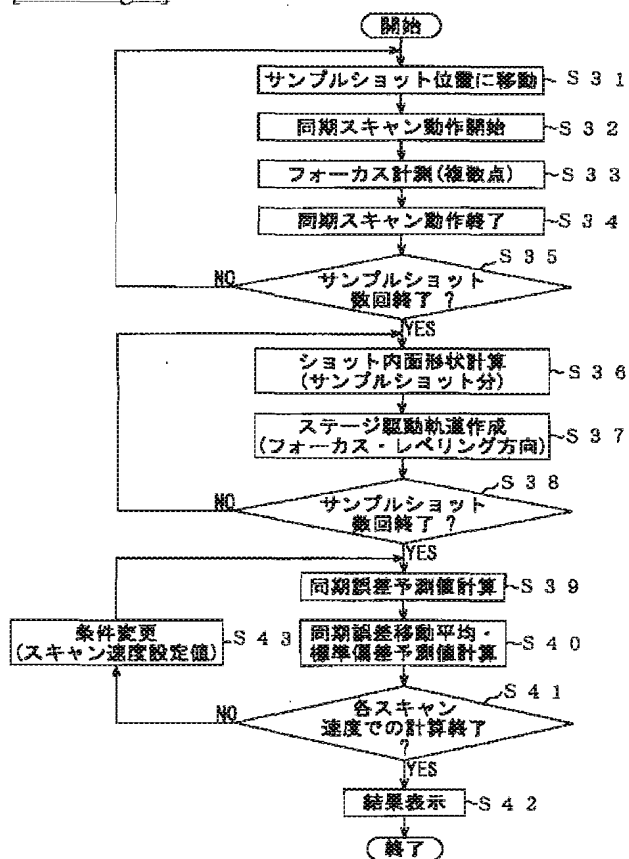 開始
サンプルショット位置に移動
S31
同期スキャン動作開始
S32
フォーカス計測(複数点)
S33
同期スキャン動作終了
S34
S35
サンプルショット
数回終了 ?
NO
YES
ショット内面形状計算
(サンプルショット分)
S36
ステージ駆動軌道作成
(フォーカス・レベリング方向)
S37
S38
サンプルショット
数回終了 ?
NO
YES
同期誤差予測値計算
S39
条件変更
(スキャン速度設定値)
S43
同期誤差移動平均・
標準偏差予測値計算
S40
S41
各スキャン
速度での計算終了
?
NO
YES
結果表示
S42
終了